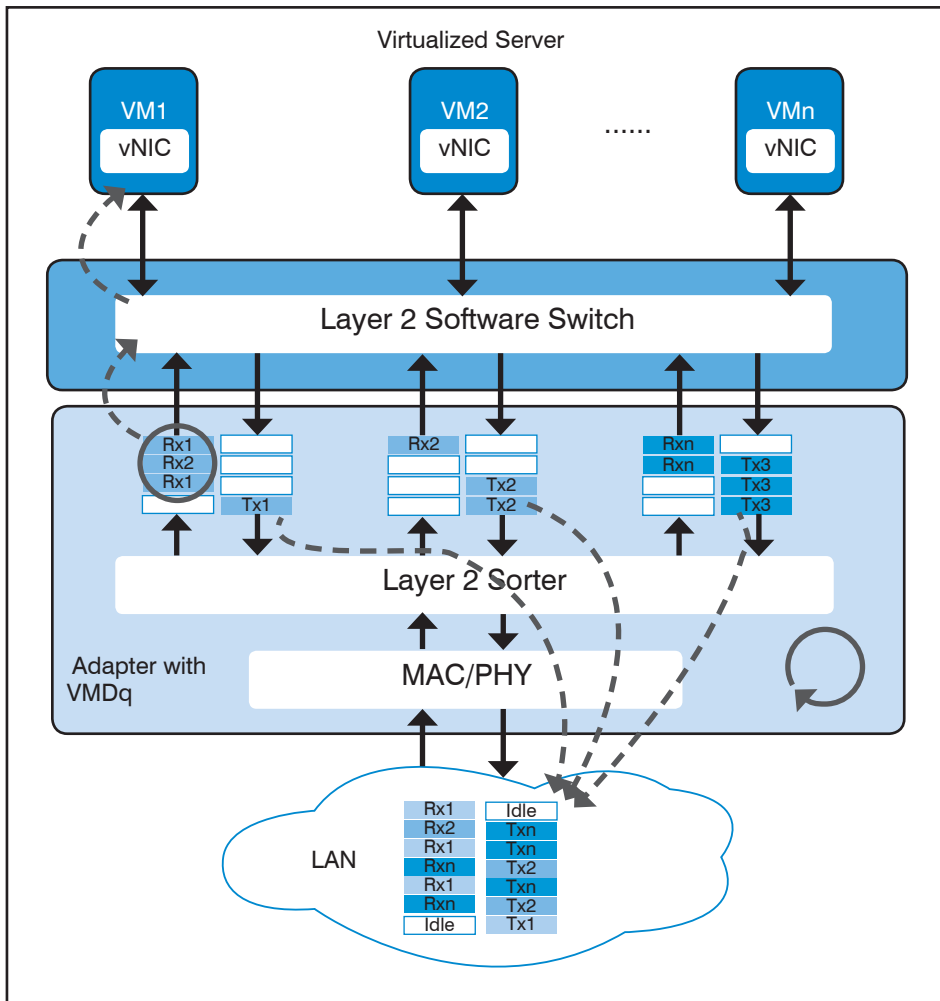 Virtualized Server
VM1
vNIC
VM2
vNIC
......
VMn
vNIC
Layer 2 Software Switch
Rx1
Rx2
Rx1
Tx1
Rx2
Tx2
Tx2
Rxn
Rxn
Tx3
Tx3
Tx3
Layer 2 Sorter
Adapter with
VMDq
MAC/PHY
LAN
Rx1
Rx2
Rx1
Rxn
Rx1
Rxn
Idle
Idle
Txn
Txn
Tx2
Txn
Tx2
Tx1